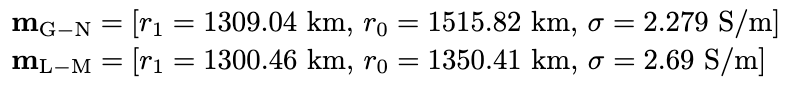 m_G−N = [r_1 = 1309.04 km, r_0 = 1515.82 km, σ = 2.279 S/m]
m_L−M = [r_1 = 1300.46 km, r_0 = 1350.41 km, σ = 2.69 S/m]